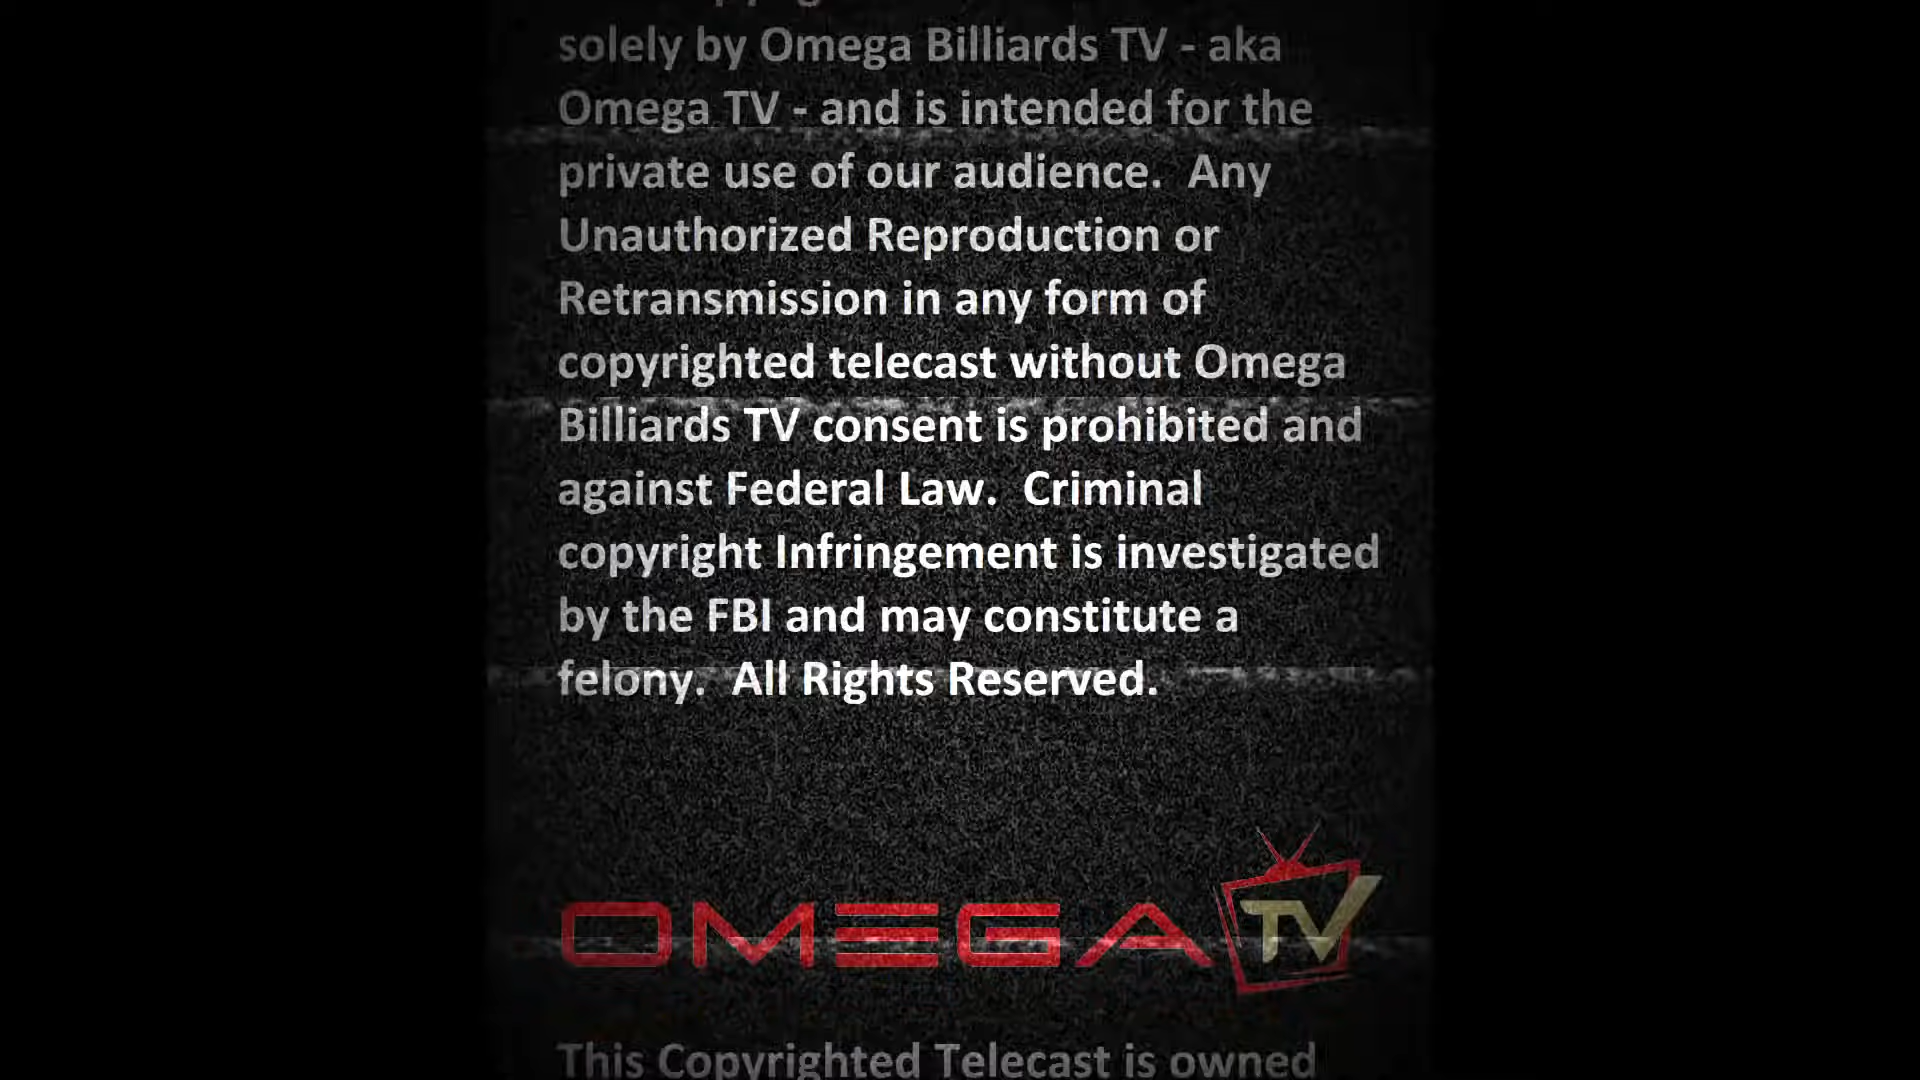 solely by Omega Billiards TV - aka
Omega TV - and is intended for the
private use of our audience.  Any
Unauthorized Reproduction or
Retransmission in any form of
copyrighted telecast without Omega
Billiards TV consent is prohibited and
against Federal Law.  Criminal
copyright Infringement is investigated
by the FBI and may constitute a
felony.  All Rights Reserved.
OMEGA TV
This Copyrighted Telecast is owned